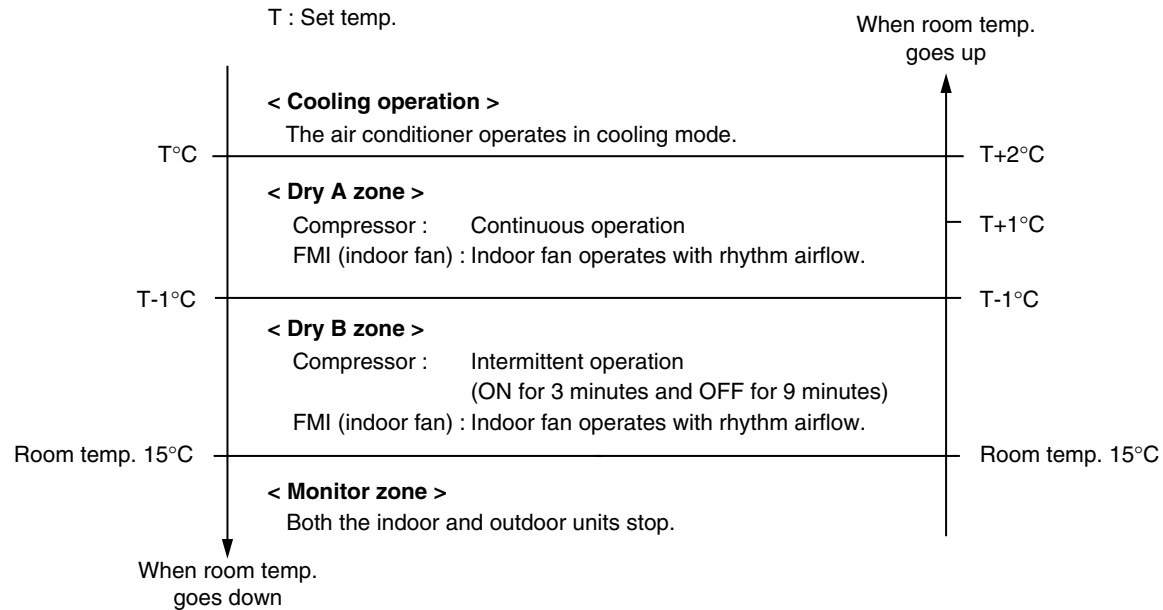 T : Set temp.
When room temp.
goes up
< Cooling operation >
The air conditioner operates in cooling mode.
T°C
T+2°C
< Dry A zone >
Compressor : Continuous operation
T+1°C
FMI (indoor fan) : Indoor fan operates with rhythm airflow.
T-1°C
T-1°C
< Dry B zone >
Compressor : Intermittent operation
(ON for 3 minutes and OFF for 9 minutes)
FMI (indoor fan) : Indoor fan operates with rhythm airflow.
Room temp. 15°C
Room temp. 15°C
< Monitor zone >
Both the indoor and outdoor units stop.
When room temp.
goes down